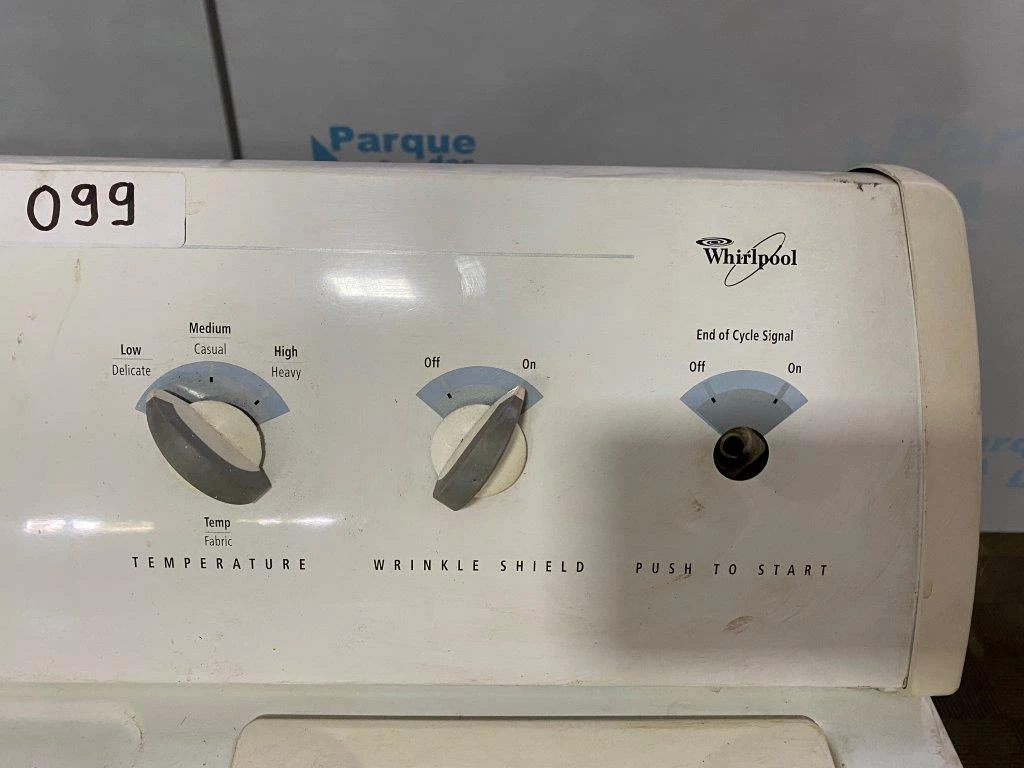 Parque
dos
099
Whirlpool
Medium
Casual
Low
Delicate
High
Heavy
Temp
Fabric
TEMPERATURE
Off
On
WRINKLE SHIELD
End of Cycle Signal
Off
On
PUSH TO START